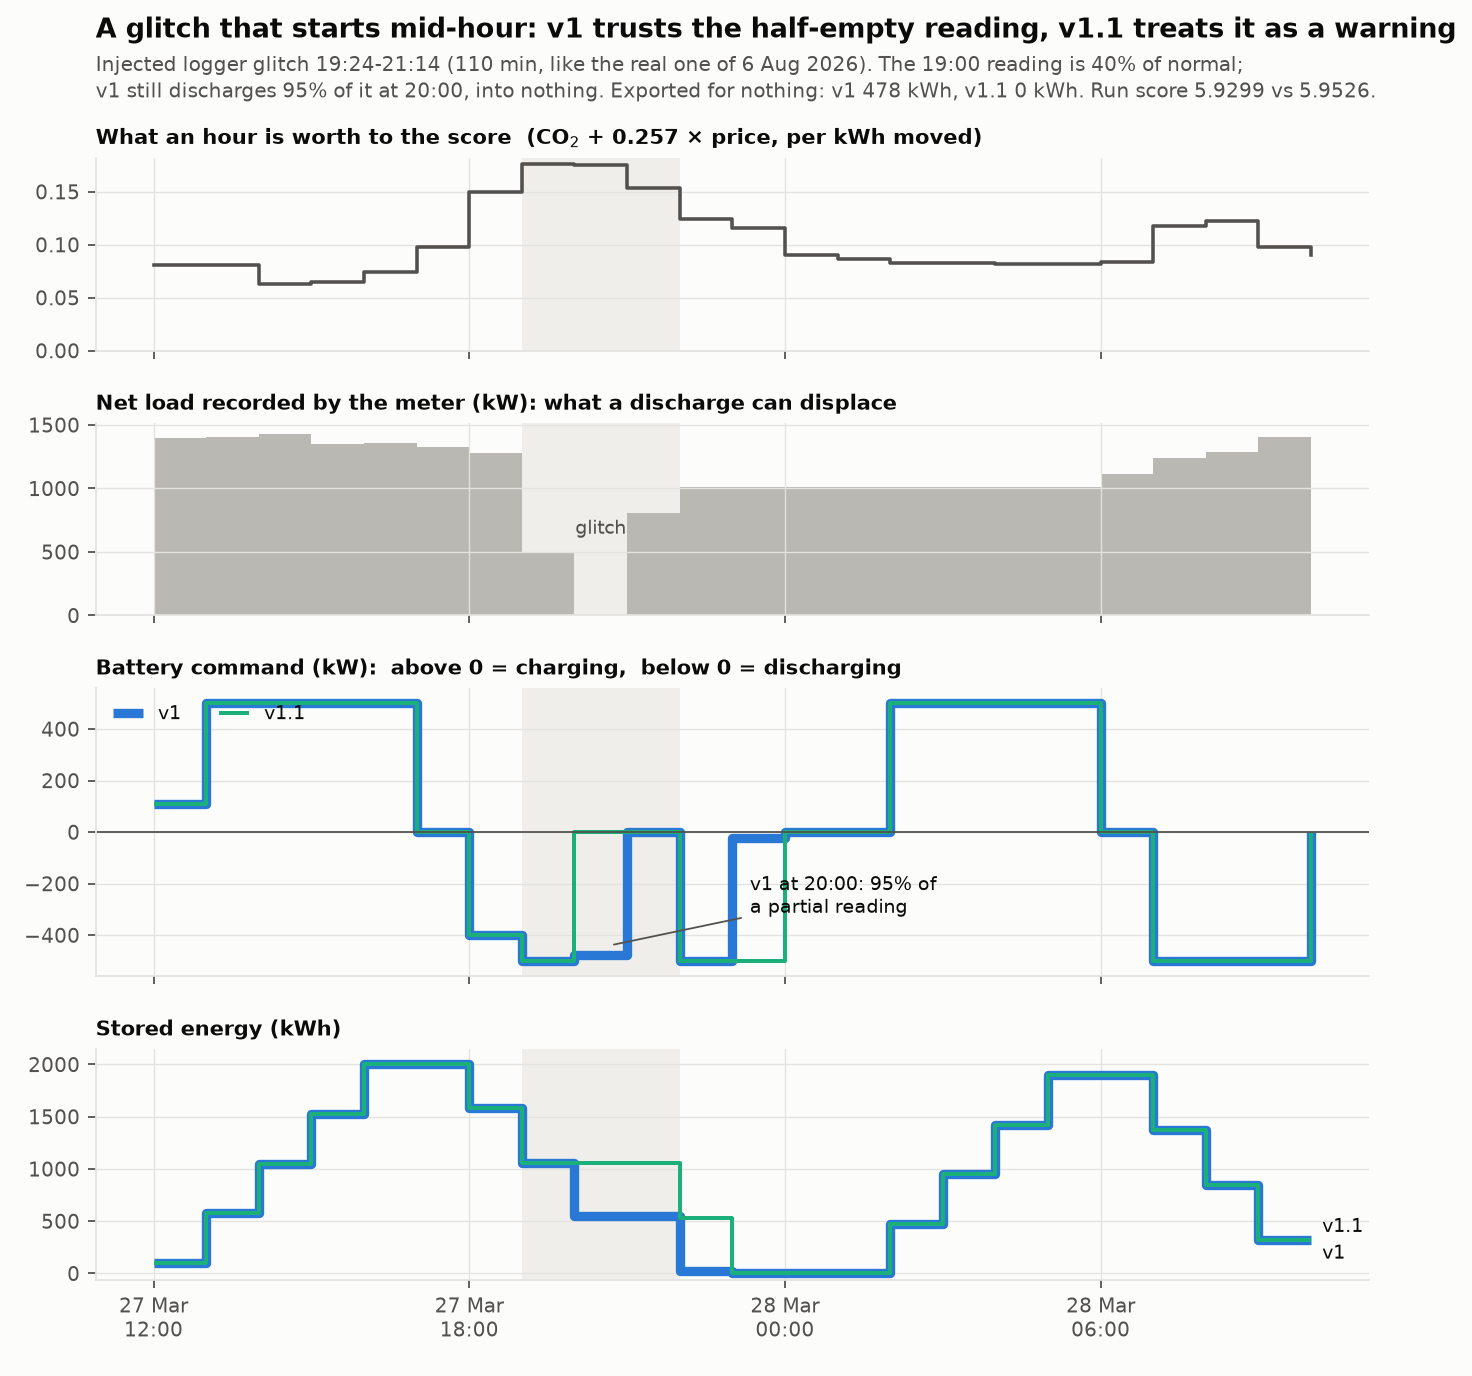 A glitch that starts mid-hour: v1 trusts the half-empty reading, v1.1 treats it as a warning
Injected logger glitch 19:24-21:14 (110 min, like the real one of 6 Aug 2026). The 19:00 reading is 40% of normal;
v1 still discharges 95% of it at 20:00, into nothing. Exported for nothing: v1 478 kWh, v1.1 0 kWh. Run score 5.9299 vs 5.9526.
What an hour is worth to the score  (CO₂ + 0.257 × price, per kWh moved)
0.15
0.10
0.05
0.00
Net load recorded by the meter (kW): what a discharge can displace
1500
1000
500
0
glitch
Battery command (kW):  above 0 = charging,  below 0 = discharging
v1
v1.1
400
200
0
−200
−400
v1 at 20:00: 95% of
a partial reading
Stored energy (kWh)
2000
1500
1000
500
0
v1.1
v1
27 Mar
12:00
27 Mar
18:00
28 Mar
00:00
28 Mar
06:00